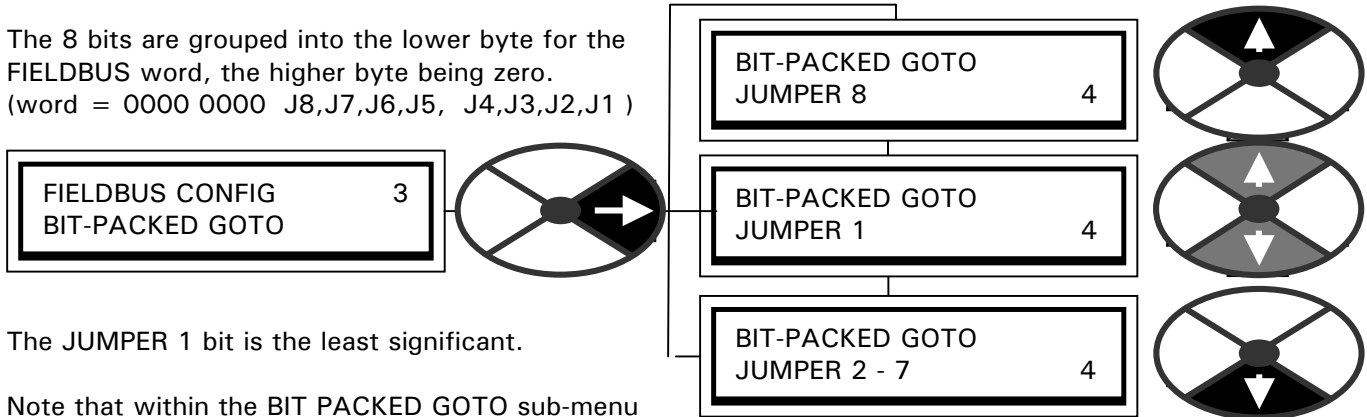 The 8 bits are grouped into the lower byte for the
FIELDBUS word, the higher byte being zero.
(word = 0000 0000 J8,J7,J6,J5, J4,J3,J2,J1 )
FIELDBUS CONFIG 3
BIT-PACKED GOTO
BIT-PACKED GOTO
JUMPER 8 4
BIT-PACKED GOTO
JUMPER 1 4
BIT-PACKED GOTO
JUMPER 2 - 7 4
The JUMPER 1 bit is the least significant.
Note that within the BIT PACKED GOTO sub-menu